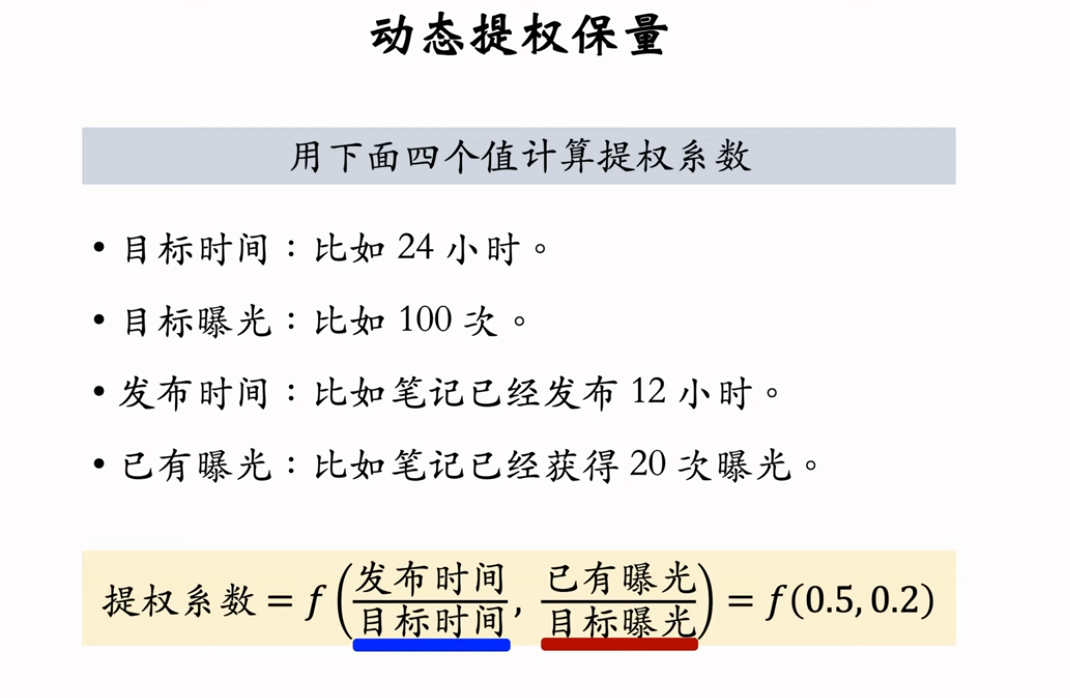 动态提权保量
用下面四个值计算提权系数
• 目标时间：比如 24 小时。
• 目标曝光：比如 100 次。
• 发布时间：比如笔记已经发布 12 小时。
• 已有曝光：比如笔记已经获得 20 次曝光。
提权系数 = f(发布时间/目标时间, 已有曝光/目标曝光) = f(0.5, 0.2)